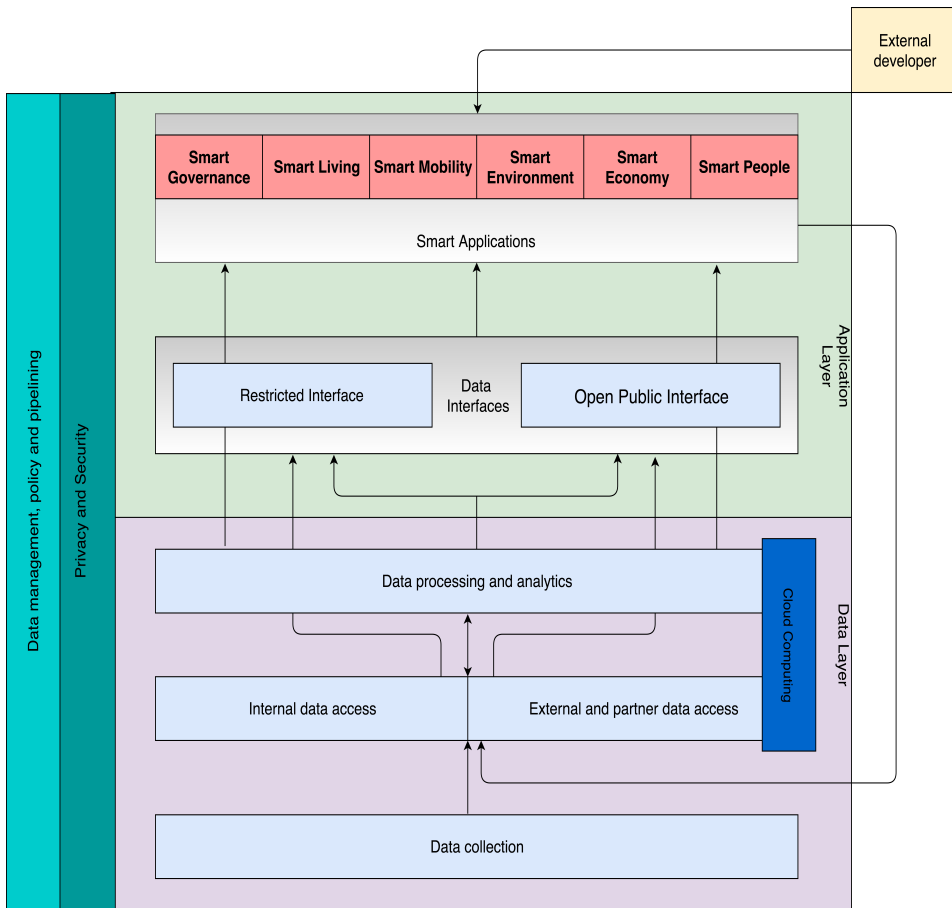 External
developer
Smart
Governance
Smart Living
Smart Mobility
Smart
Environment
Smart
Economy
Smart People
Smart Applications
Application
Layer
Restricted Interface
Data
Interfaces
Open Public Interface
Data management, policy and pipelining
Privacy and Security
Data processing and analytics
Cloud Computing
Data Layer
Internal data access
External and partner data access
Data collection